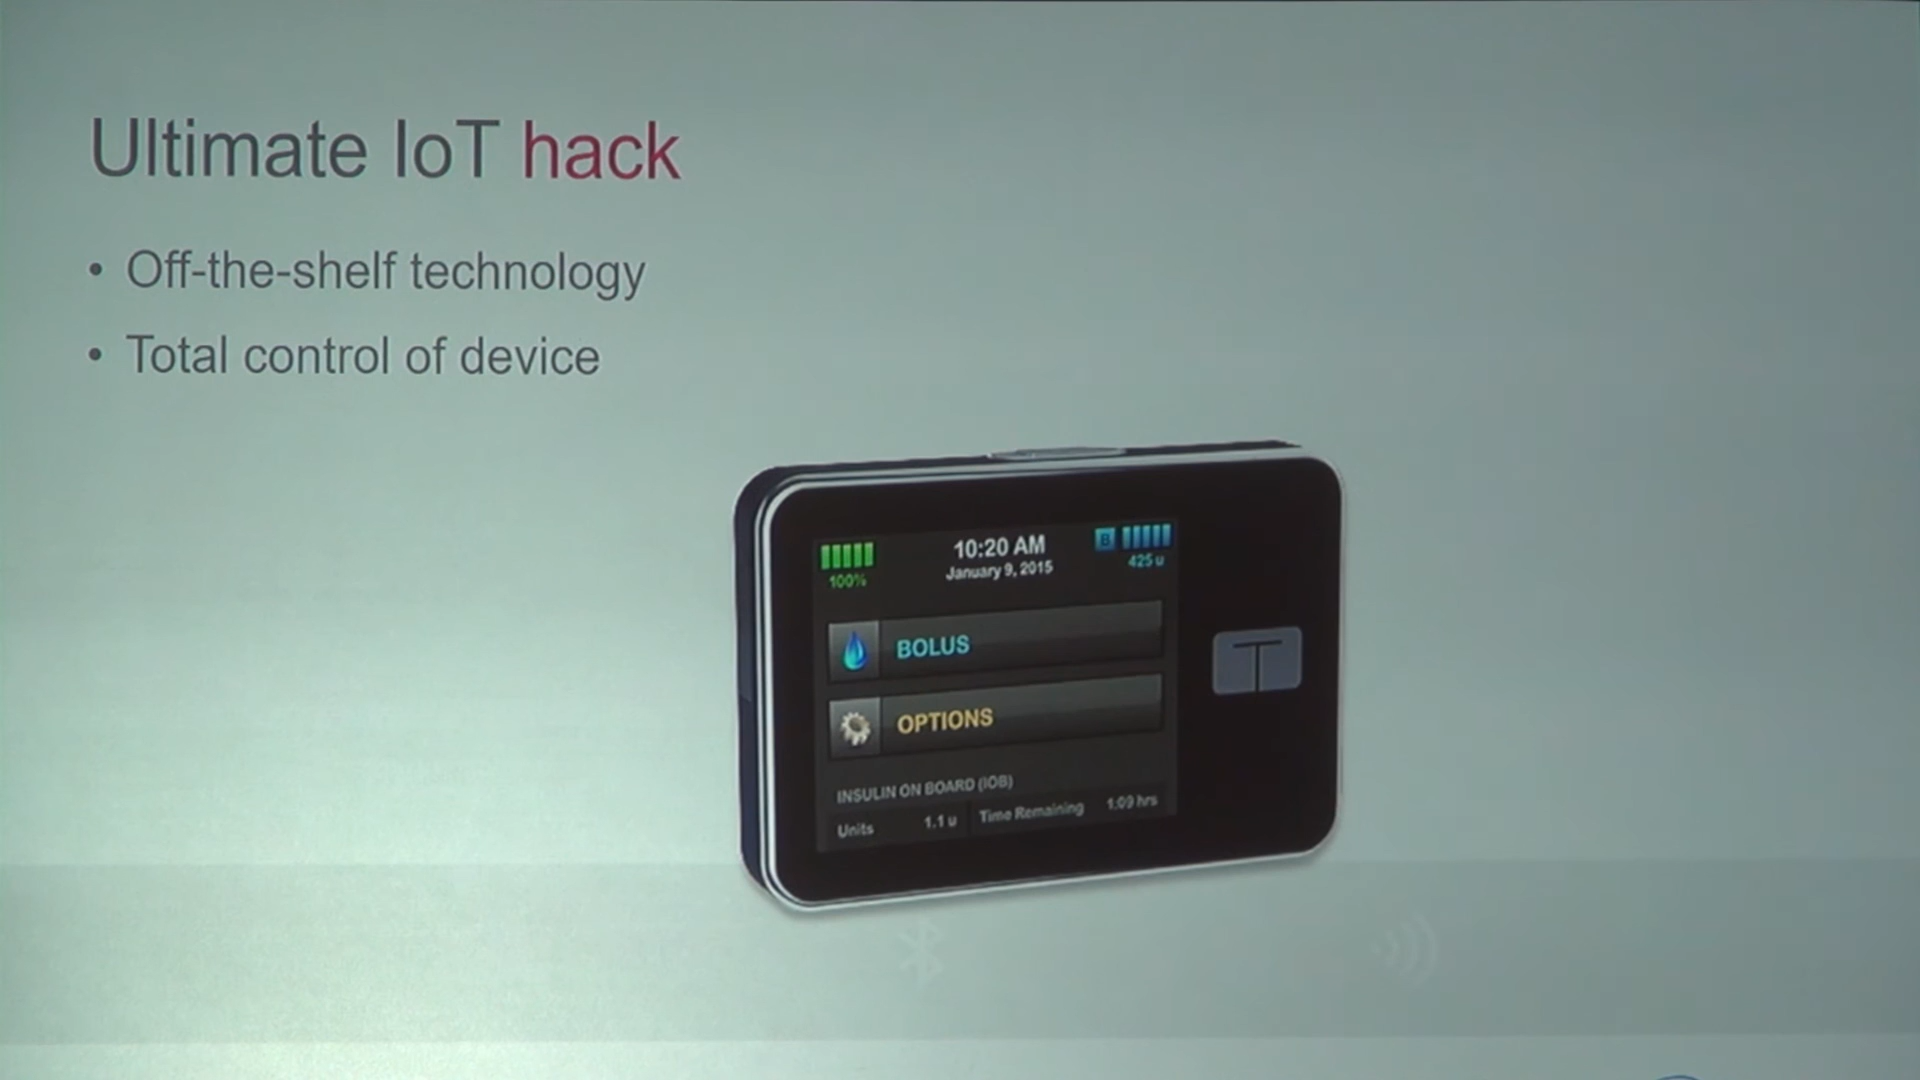 Ultimate IoT hack
• Off-the-shelf technology
• Total control of device
10:20 AM
B
100%
January 9, 2015
425 u
BOLUS
OPTIONS
INSULIN ON BOARD (IOB)
Units 1.1 u Time Remaining 1:09 hrs
T